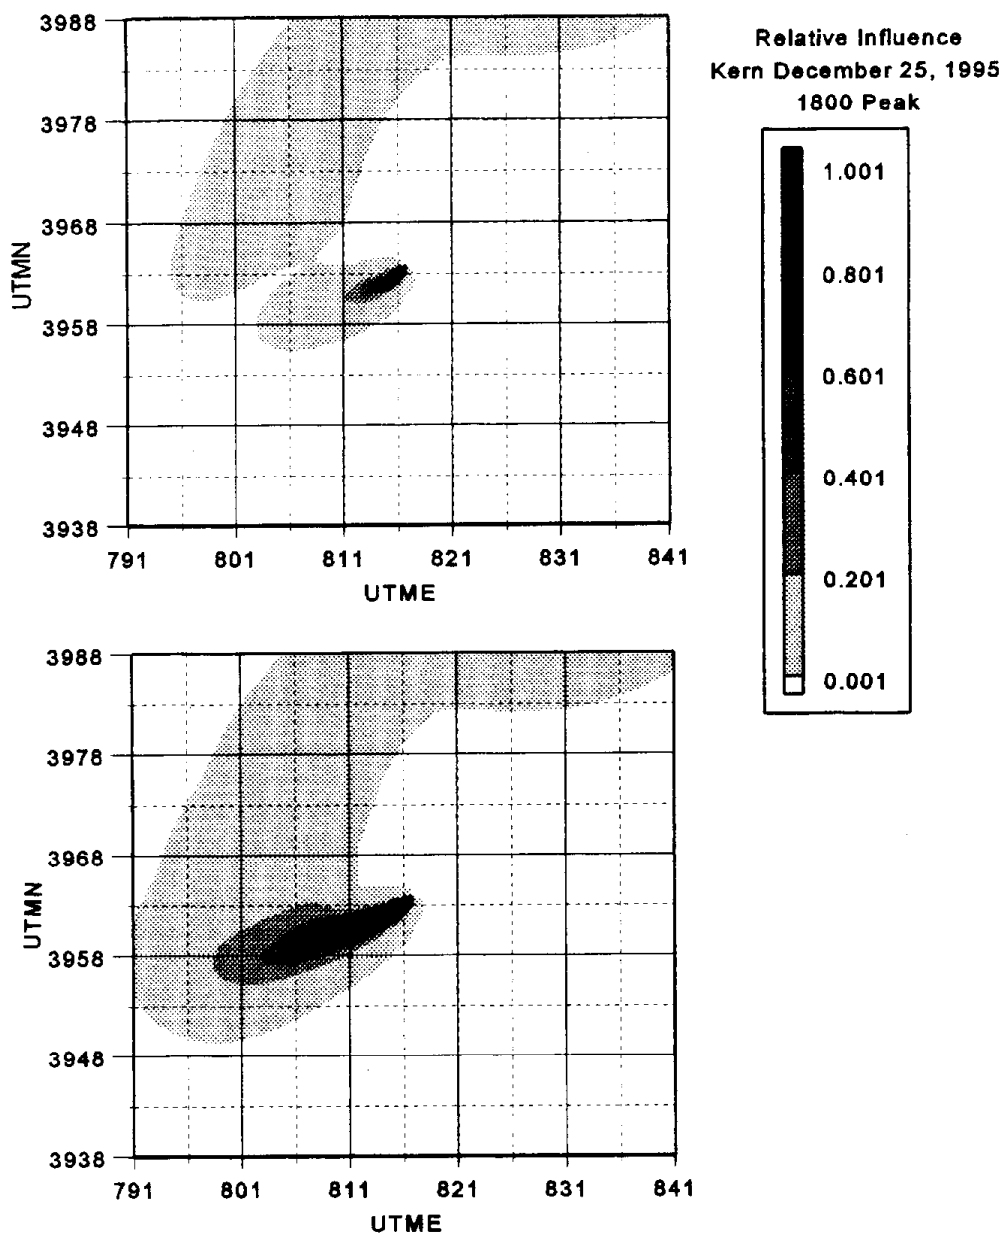 3988
3978
3968
3958
3948
3938
UTMN
791 801 811 821 831 841
UTME
Relative Influence
Kern December 25, 1995
1800 Peak
1.001
0.801
0.601
0.401
0.201
0.001
3988
3978
3968
3958
3948
3938
UTMN
791 801 811 821 831 841
UTME